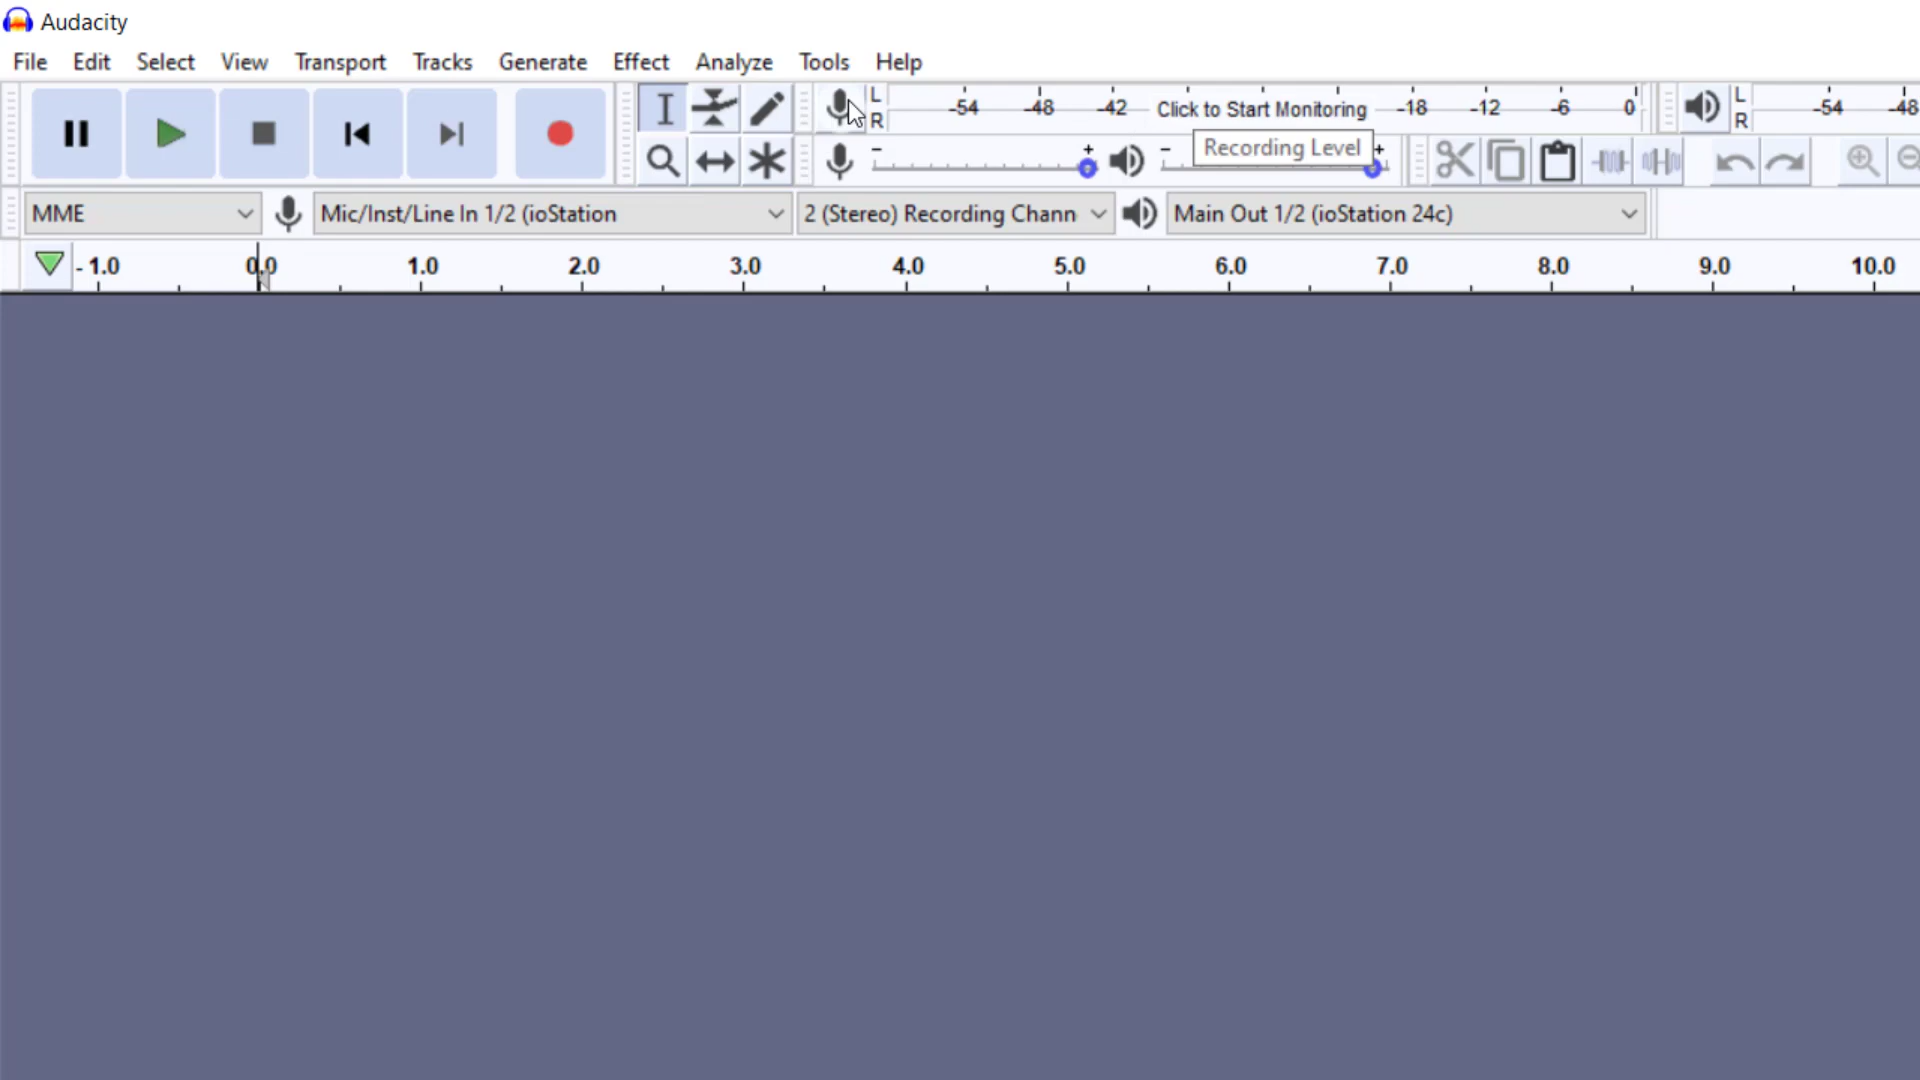 Audacity
File Edit Select View Transport Tracks Generate Effect Analyze Tools Help
L -54 -48 -42 Click to Start Monitoring -18 -12 -6 0 L -54 -48
R R
- + - Recording Level +
MME Mic/Inst/Line In 1/2 (ioStation 2 (Stereo) Recording Chann Main Out 1/2 (ioStation 24c)
- 1.0 0.0 1.0 2.0 3.0 4.0 5.0 6.0 7.0 8.0 9.0 10.0